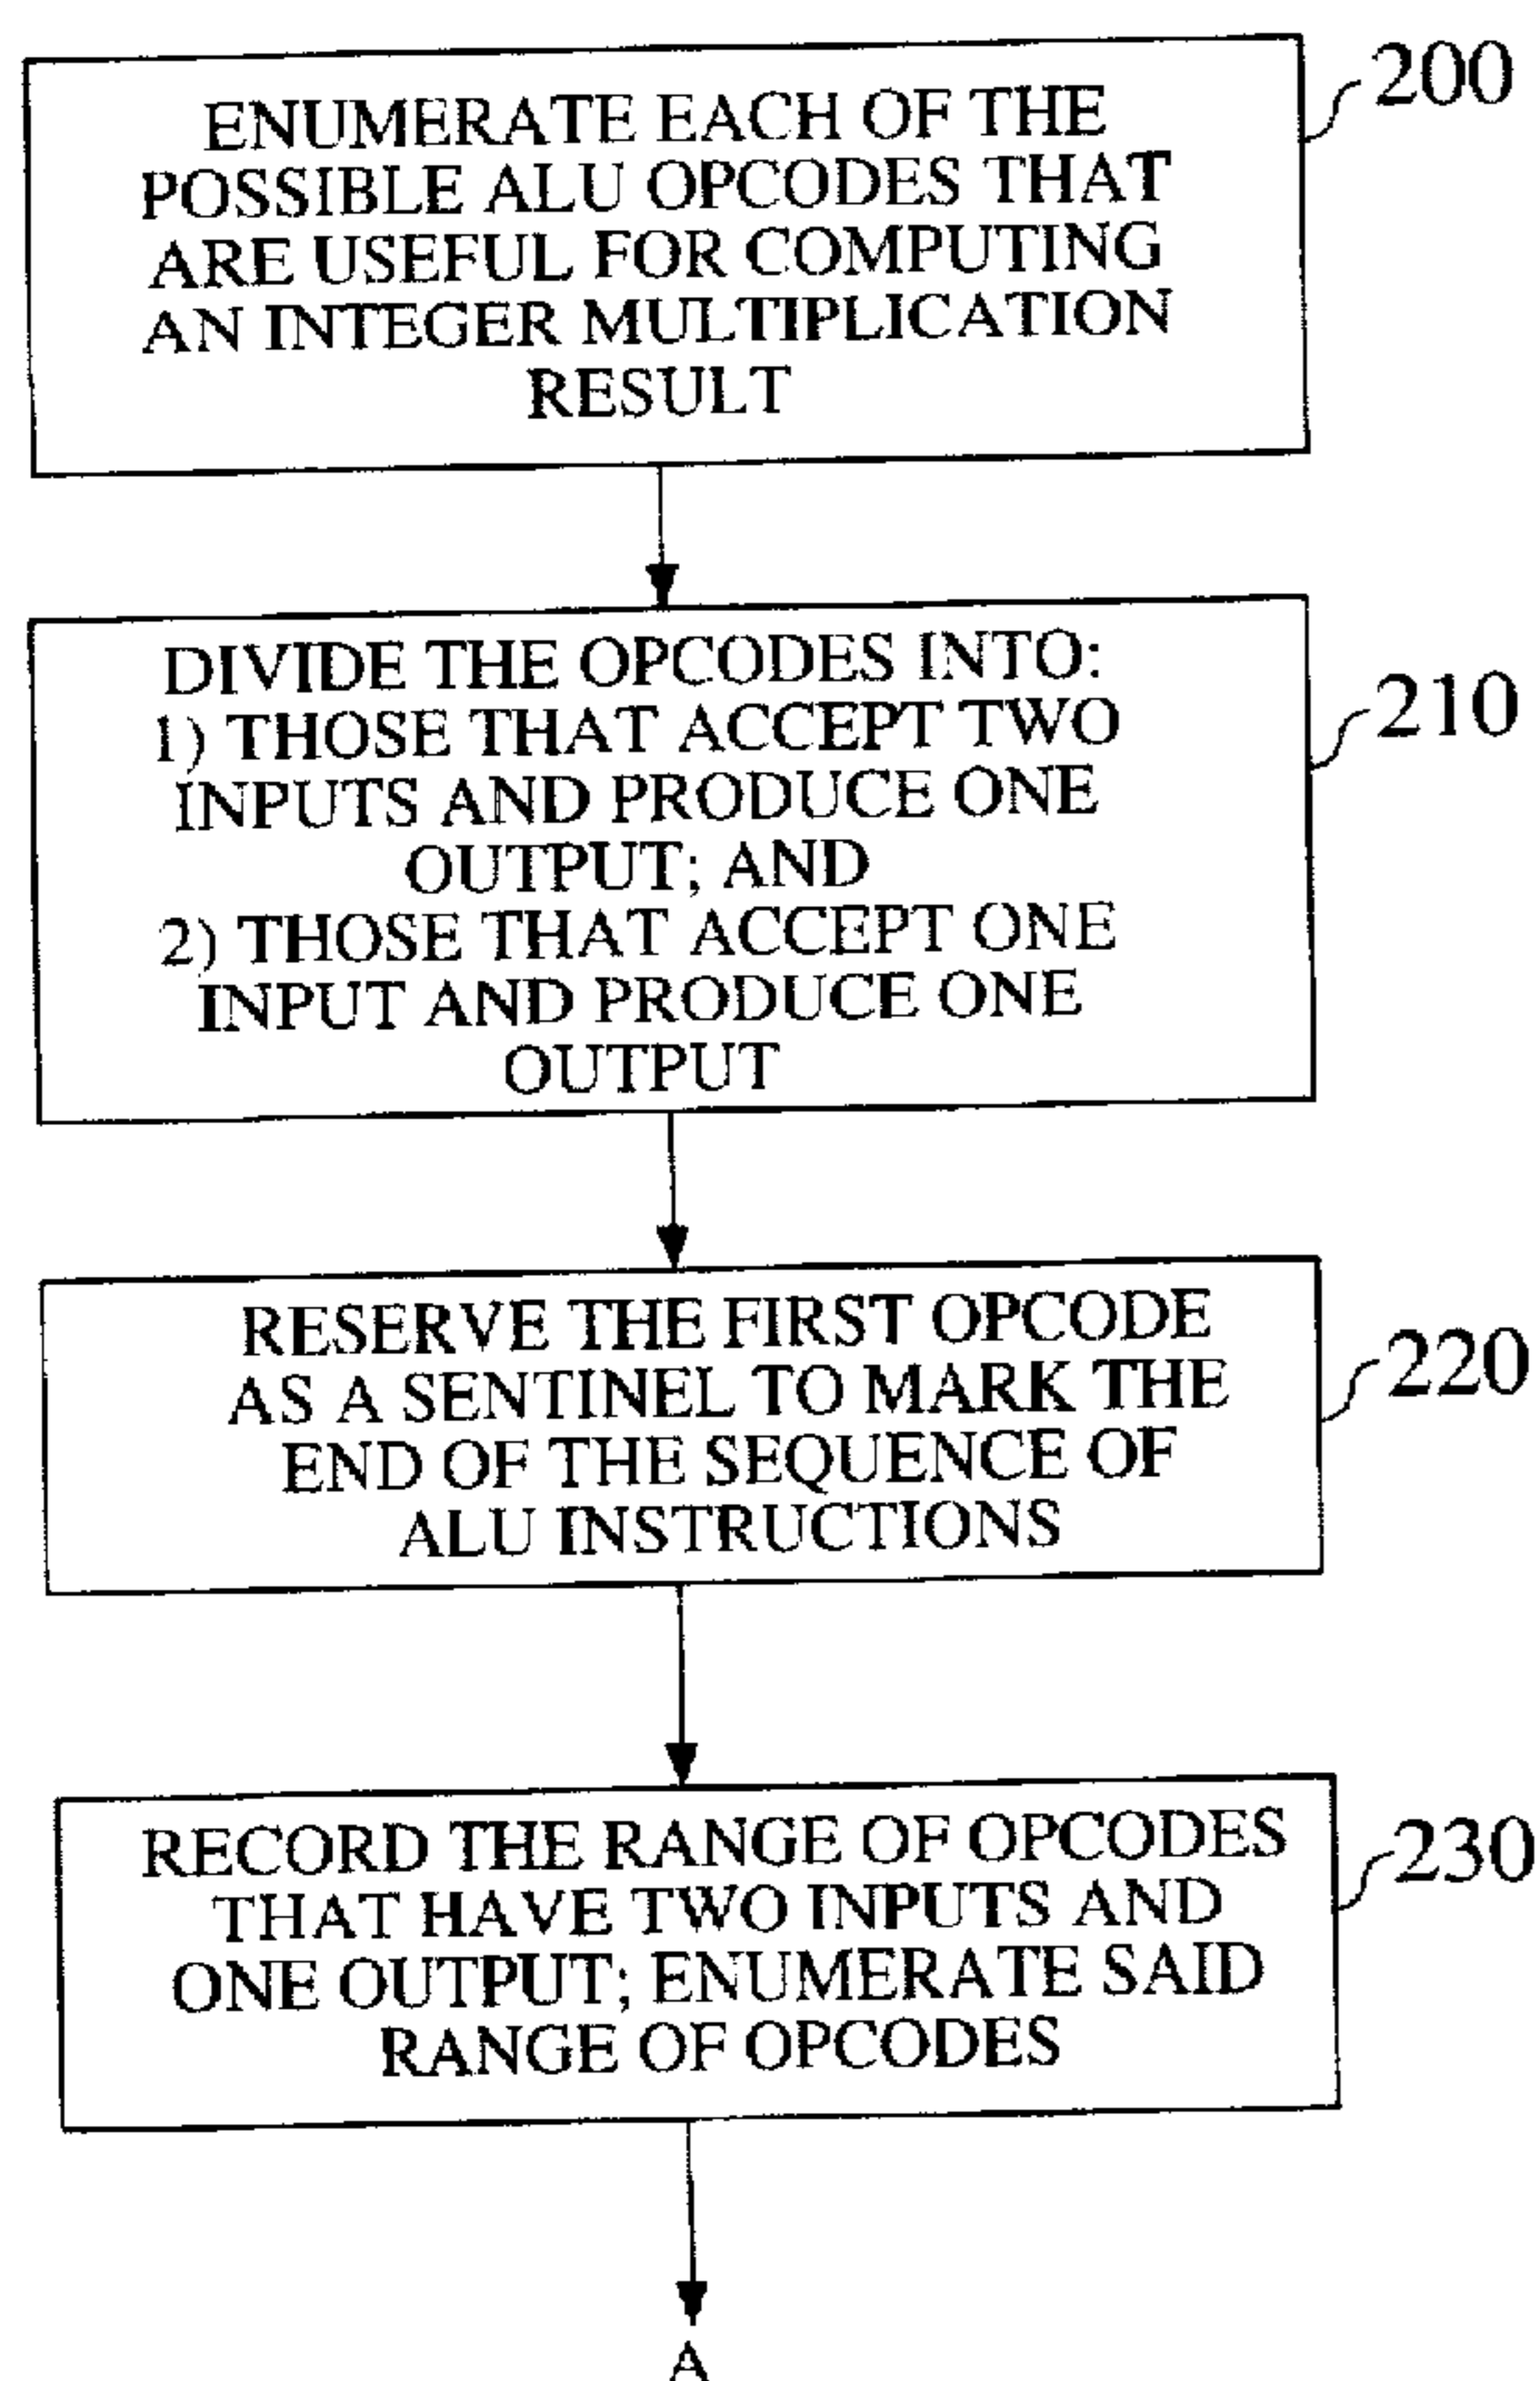 ENUMERATE EACH OF THE
POSSIBLE ALU OPCODES THAT
ARE USEFUL FOR COMPUTING
AN INTEGER MULTIPLICATION
RESULT
200
DIVIDE THE OPCODES INTO:
1) THOSE THAT ACCEPT TWO
INPUTS AND PRODUCE ONE
OUTPUT; AND
2) THOSE THAT ACCEPT ONE
INPUT AND PRODUCE ONE
OUTPUT
210
RESERVE THE FIRST OPCODE
AS A SENTINEL TO MARK THE
END OF THE SEQUENCE OF
ALU INSTRUCTIONS
220
RECORD THE RANGE OF OPCODES
THAT HAVE TWO INPUTS AND
ONE OUTPUT; ENUMERATE SAID
RANGE OF OPCODES
230
A